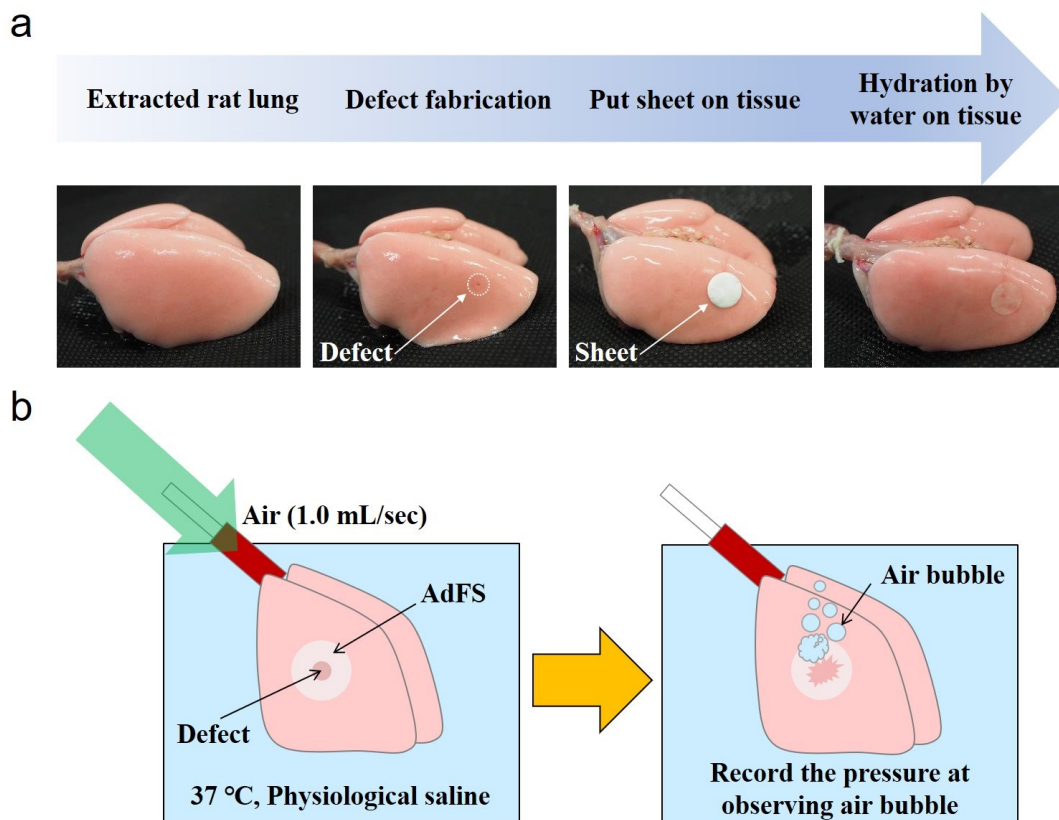 a
Extracted rat lung
Defect fabrication
Put sheet on tissue
Hydration by
water on tissue
Defect
Sheet
b
Air (1.0 mL/sec)
AdFS
Defect
37 °C, Physiological saline
Air bubble
Record the pressure at
observing air bubble